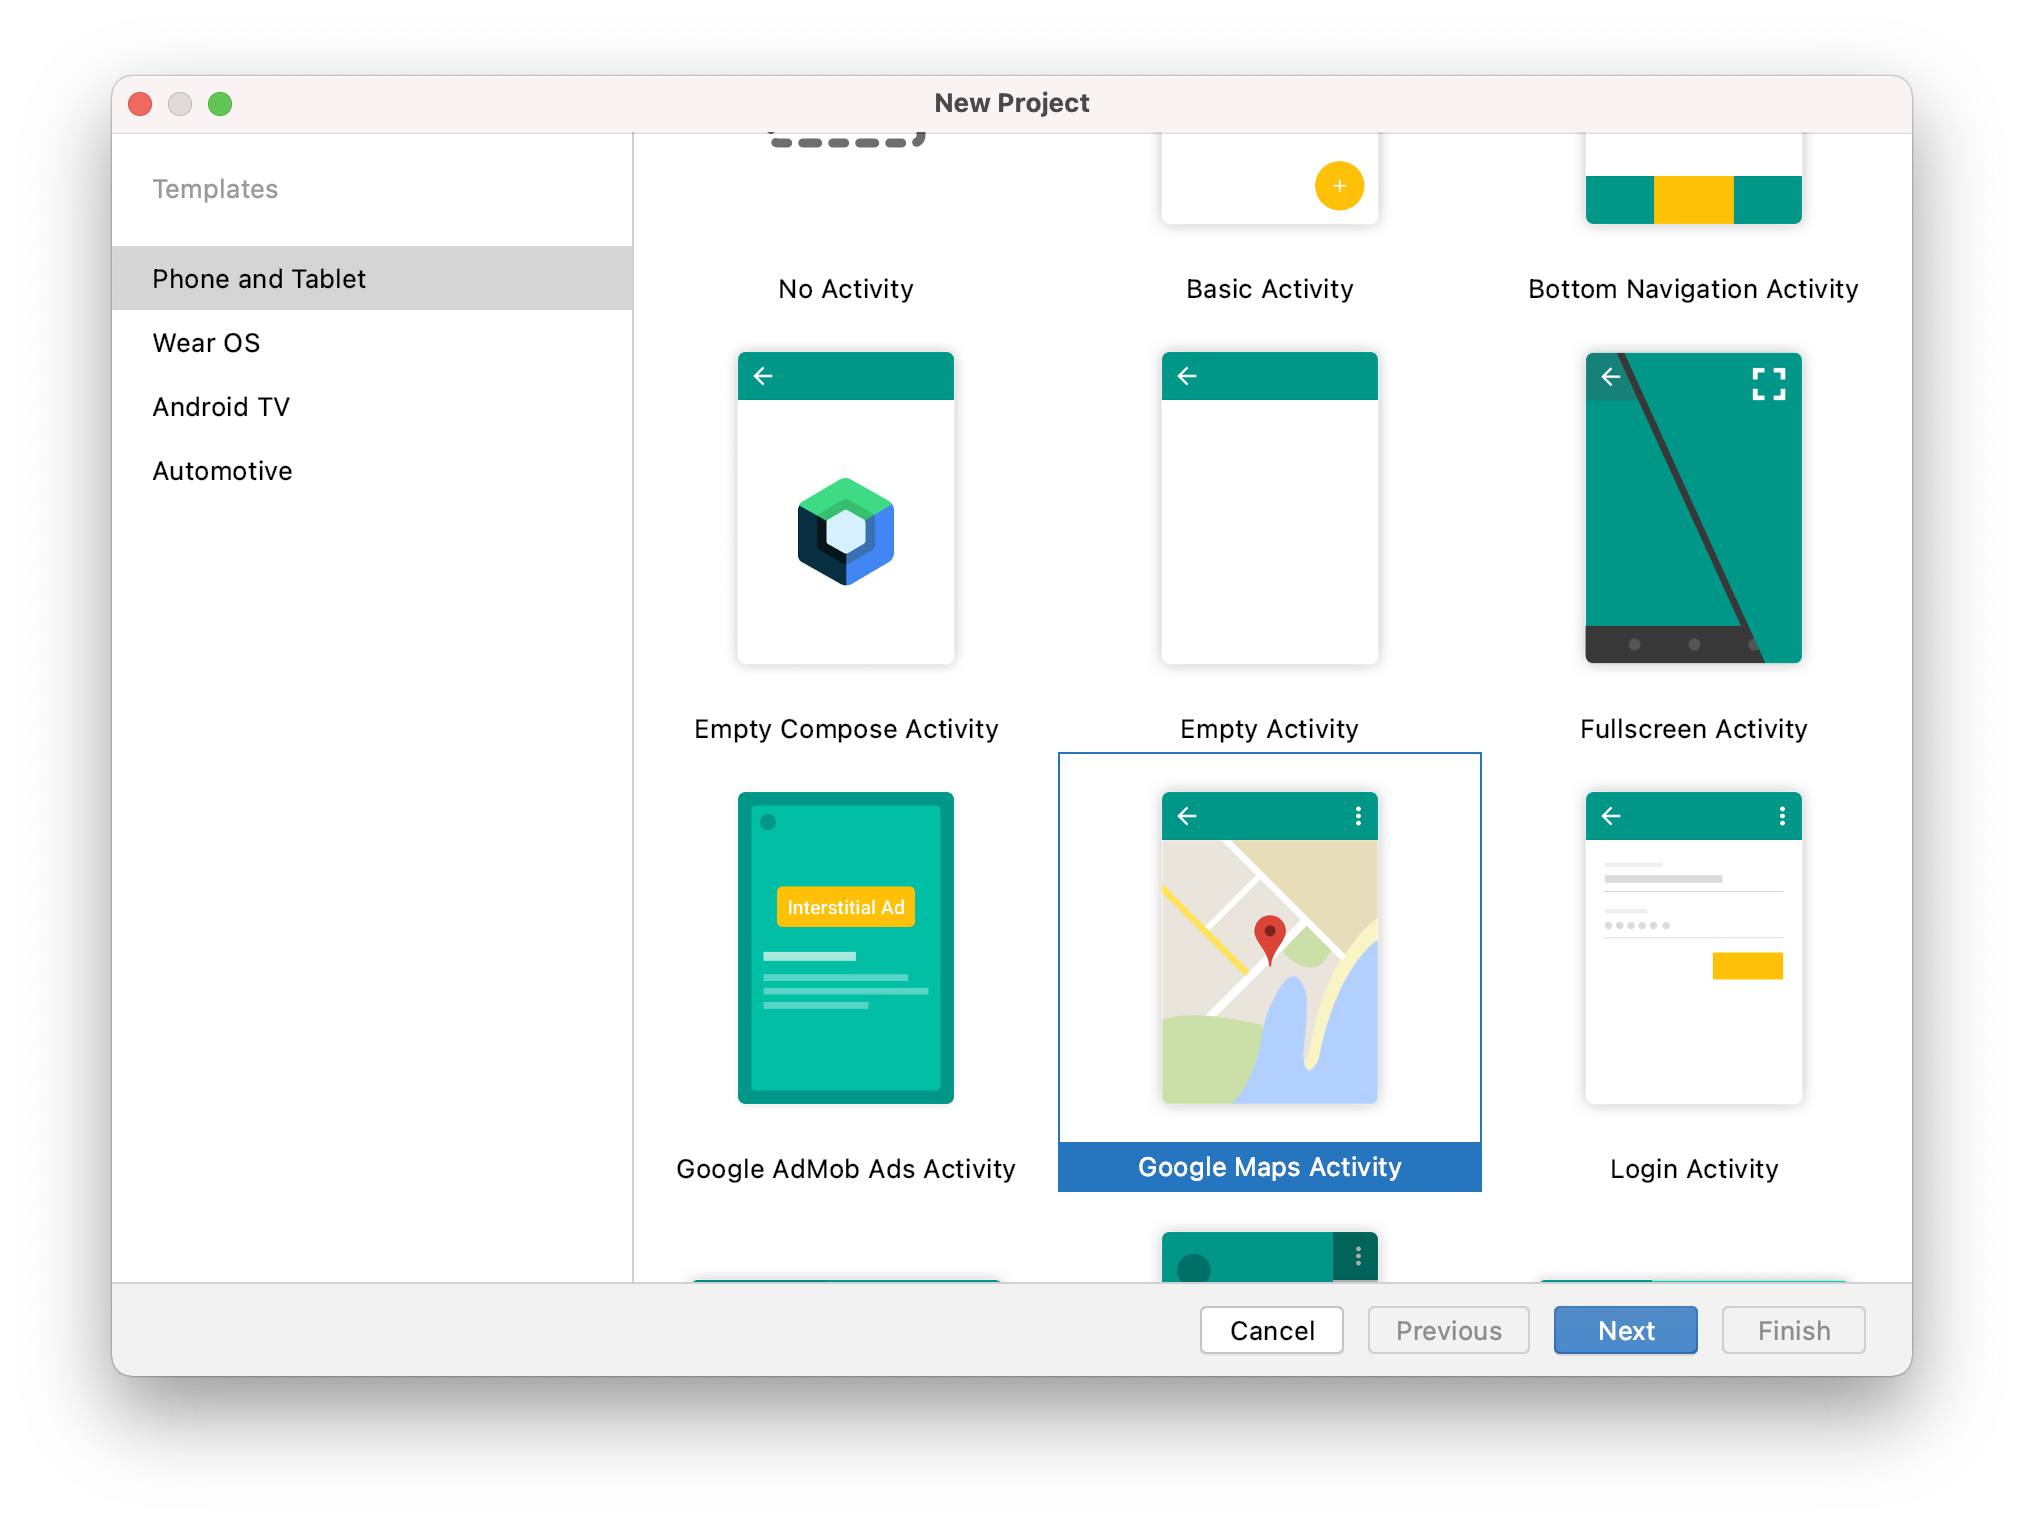 New Project
Templates
Phone and Tablet
Wear OS
Android TV
Automotive
No Activity
Basic Activity
Bottom Navigation Activity
Empty Compose Activity
Empty Activity
Fullscreen Activity
Interstitial Ad
Google AdMob Ads Activity
Google Maps Activity
Login Activity
Cancel
Previous
Next
Finish